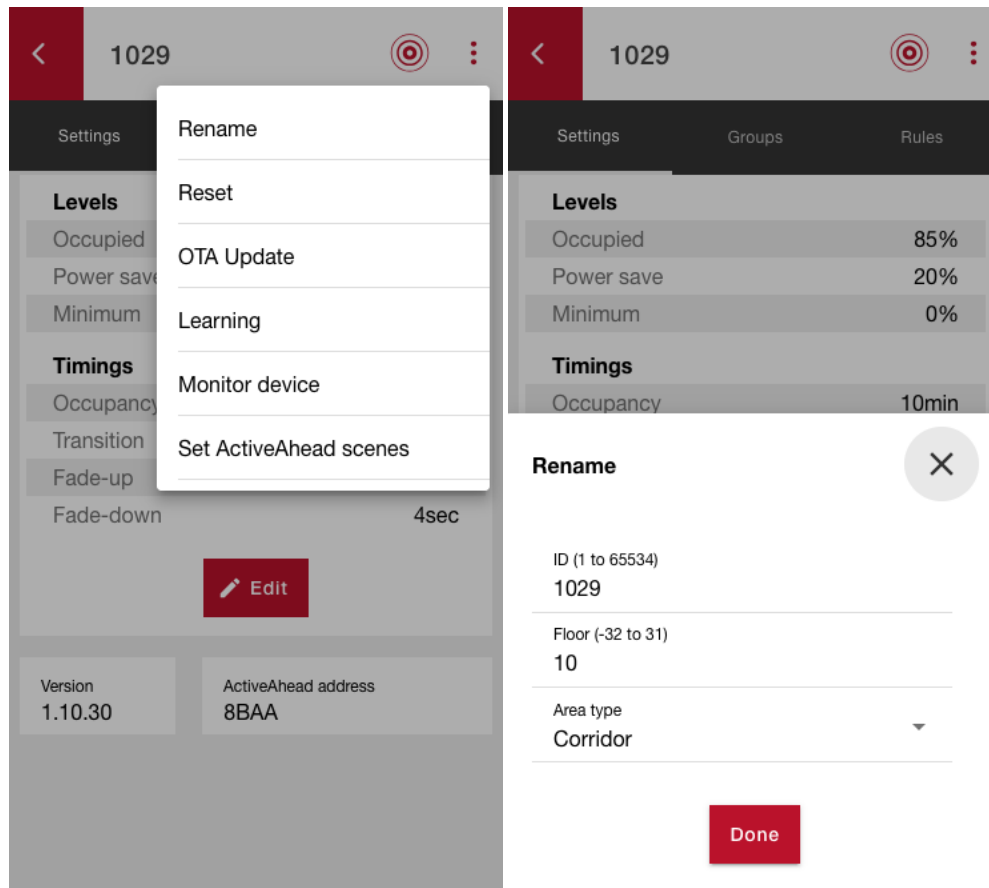 1029
Settings
Rename
Reset
OTA Update
Learning
Monitor device
Set ActiveAhead scenes
Levels
Occupied
Power save
Minimum
Timings
Occupancy
Transition
Fade-up
Fade-down 4sec
Edit
Version
1.10.30
ActiveAhead address
8BAA
1029
Settings Groups Rules
Levels
Occupied 85%
Power save 20%
Minimum 0%
Timings
Occupancy 10min
Rename
ID (1 to 65534)
1029
Floor (-32 to 31)
10
Area type
Corridor
Done